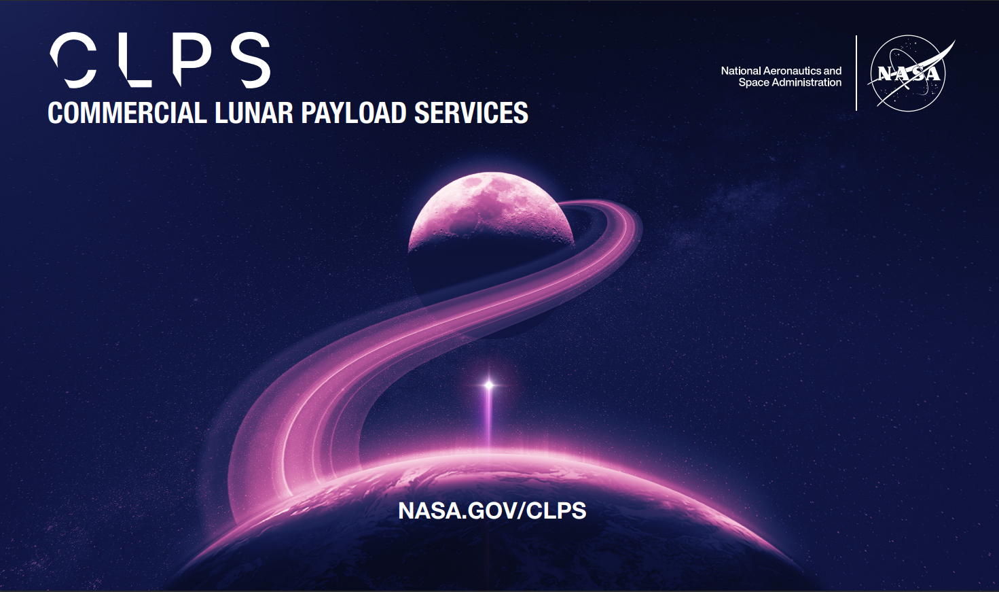 CLPS
COMMERCIAL LUNAR PAYLOAD SERVICES
National Aeronautics and
Space Administration
NASA
NASA.GOV/CLPS